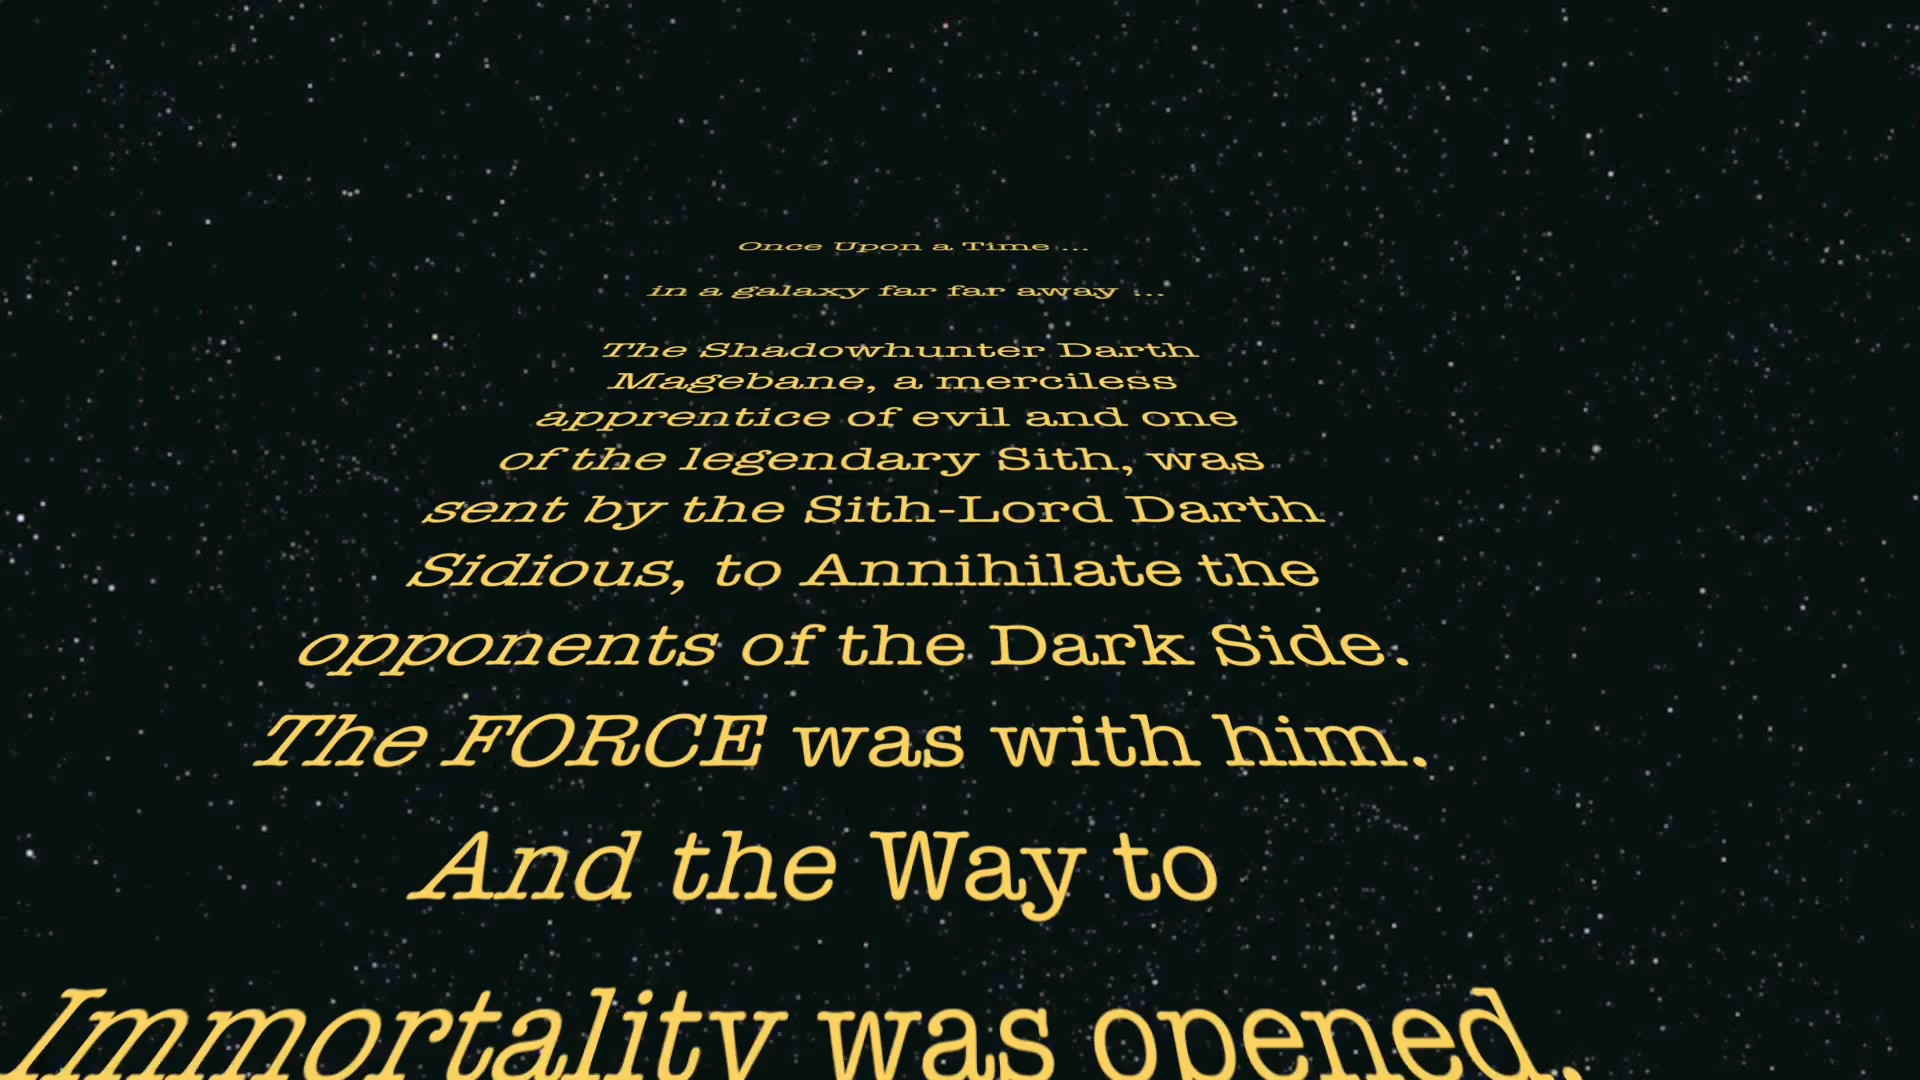 Once Upon a Time ...
in a galaxy far far away ...
The Shadowhunter Darth
Magebane, a merciless
apprentice of evil and one
of the legendary Sith, was
sent by the Sith-Lord Darth
Sidious, to Annihilate the
opponents of the Dark Side.
The FORCE was with him.
And the Way to
Immortality was opened,